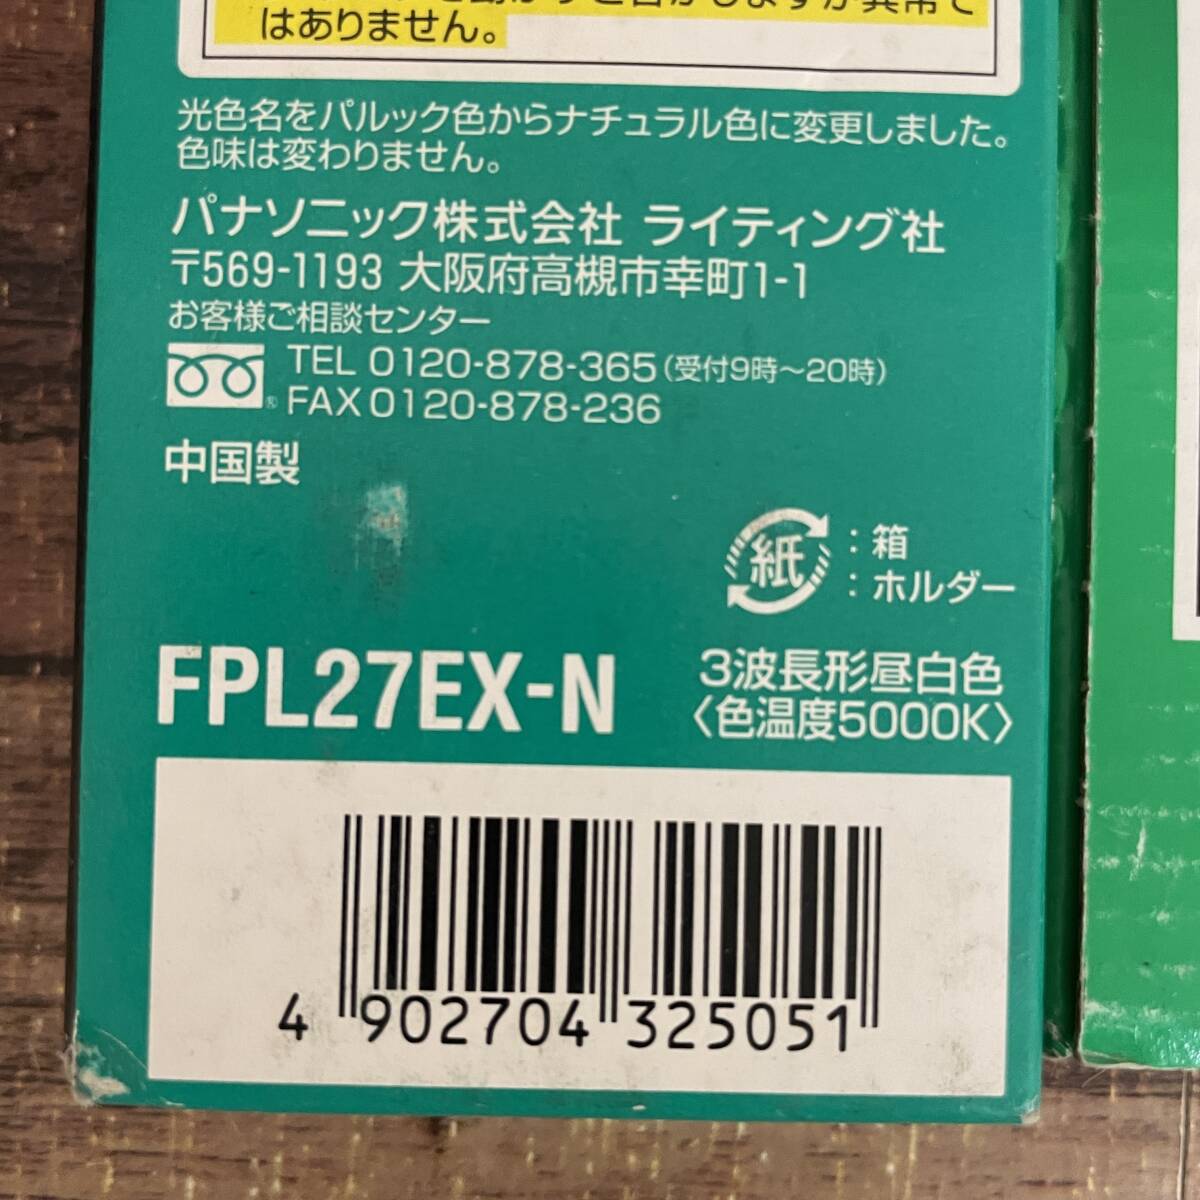 はありません。
光色名をパルック色からナチュラル色に変更しました。
色味は変わりません。
パナソニック株式会社 ライティング社
〒569-1193 大阪府高槻市幸町1-1
お客様ご相談センター
TEL 0120-878-365（受付9時～20時）
FAX 0120-878-236
中国製
紙
：箱
：ホルダー
FPL27EX-N
3波長形昼白色
〈色温度5000K〉
4 902704 325051